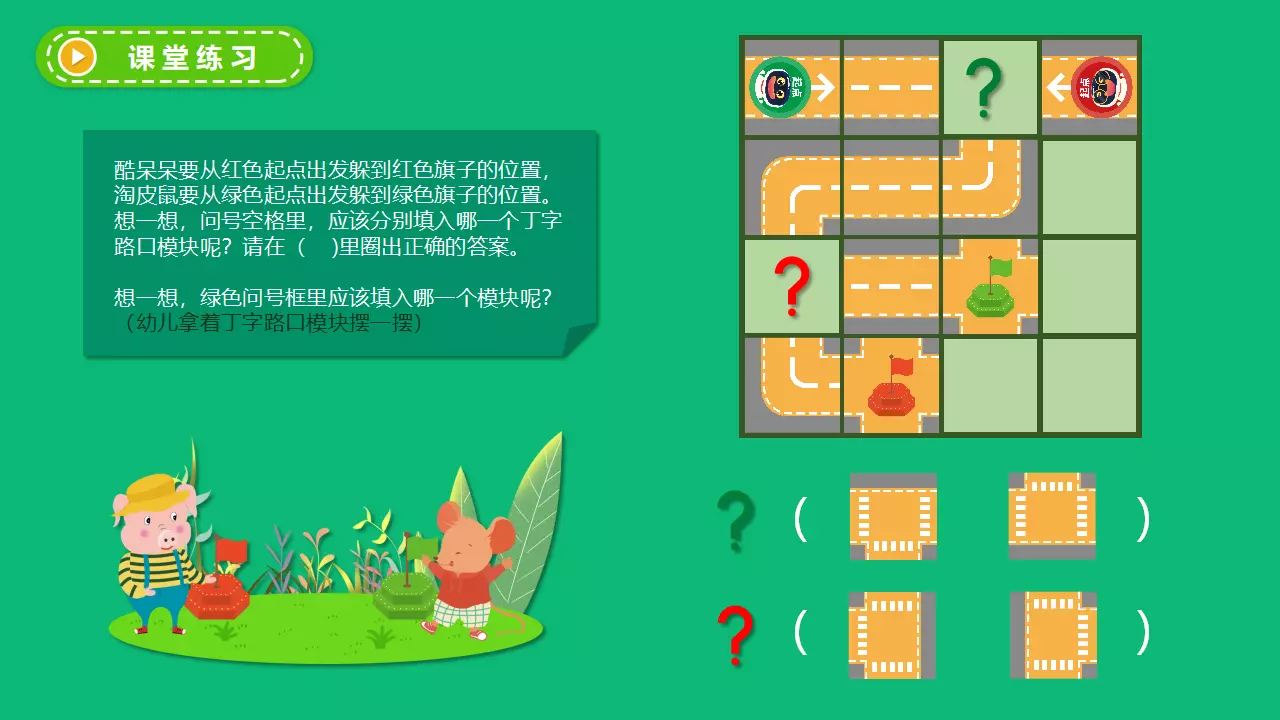 课堂练习
酷呆呆要从红色起点出发躲到红色旗子的位置，
淘皮鼠要从绿色起点出发躲到绿色旗子的位置。
想一想，问号空格里，应该分别填入哪一个丁字
路口模块呢？请在（ )里圈出正确的答案。
想一想，绿色问号框里应该填入哪一个模块呢？
（幼儿拿着丁字路口模块摆一摆）
起点
?
起点
?
? ( )
? ( )